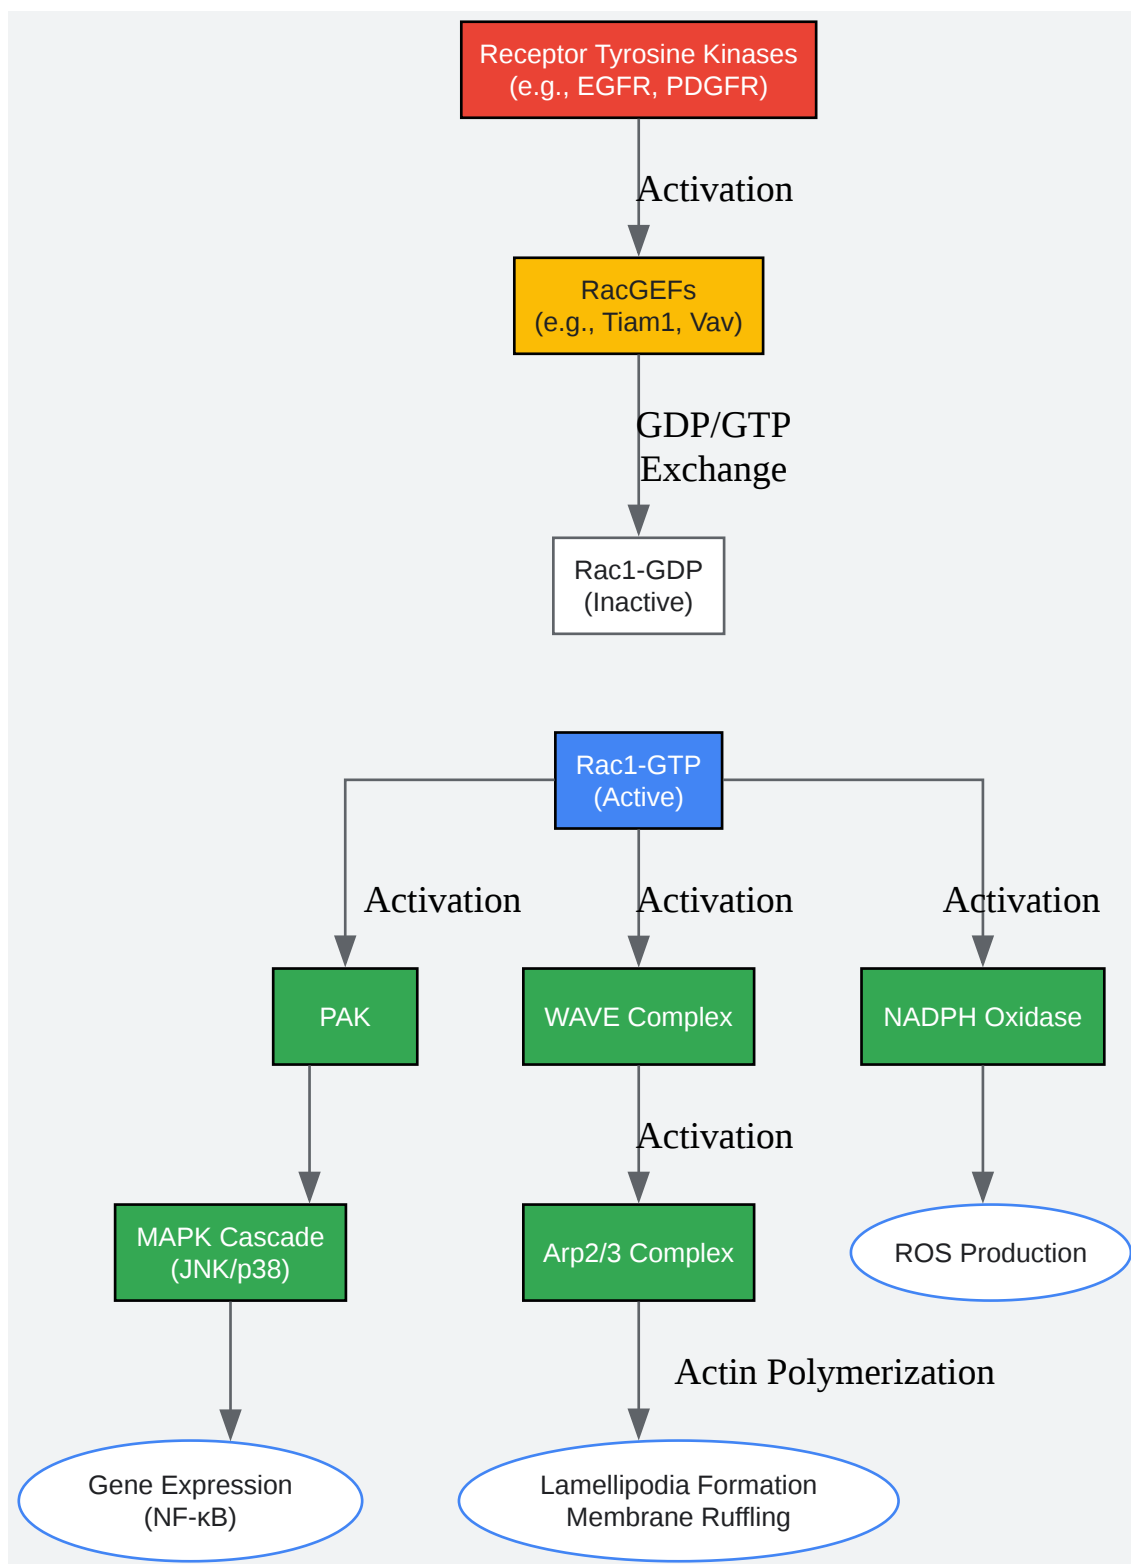 Receptor Tyrosine Kinases
(e.g., EGFR, PDGFR)
Activation
RacGEFs
(e.g., Tiam1, Vav)
GDP/GTP
Exchange
Rac1-GDP
(Inactive)
Rac1-GTP
(Active)
Activation
Activation
Activation
PAK
WAVE Complex
NADPH Oxidase
Activation
MAPK Cascade
(JNK/p38)
Arp2/3 Complex
ROS Production
Actin Polymerization
Gene Expression
(NF-κB)
Lamellipodia Formation
Membrane Ruffling